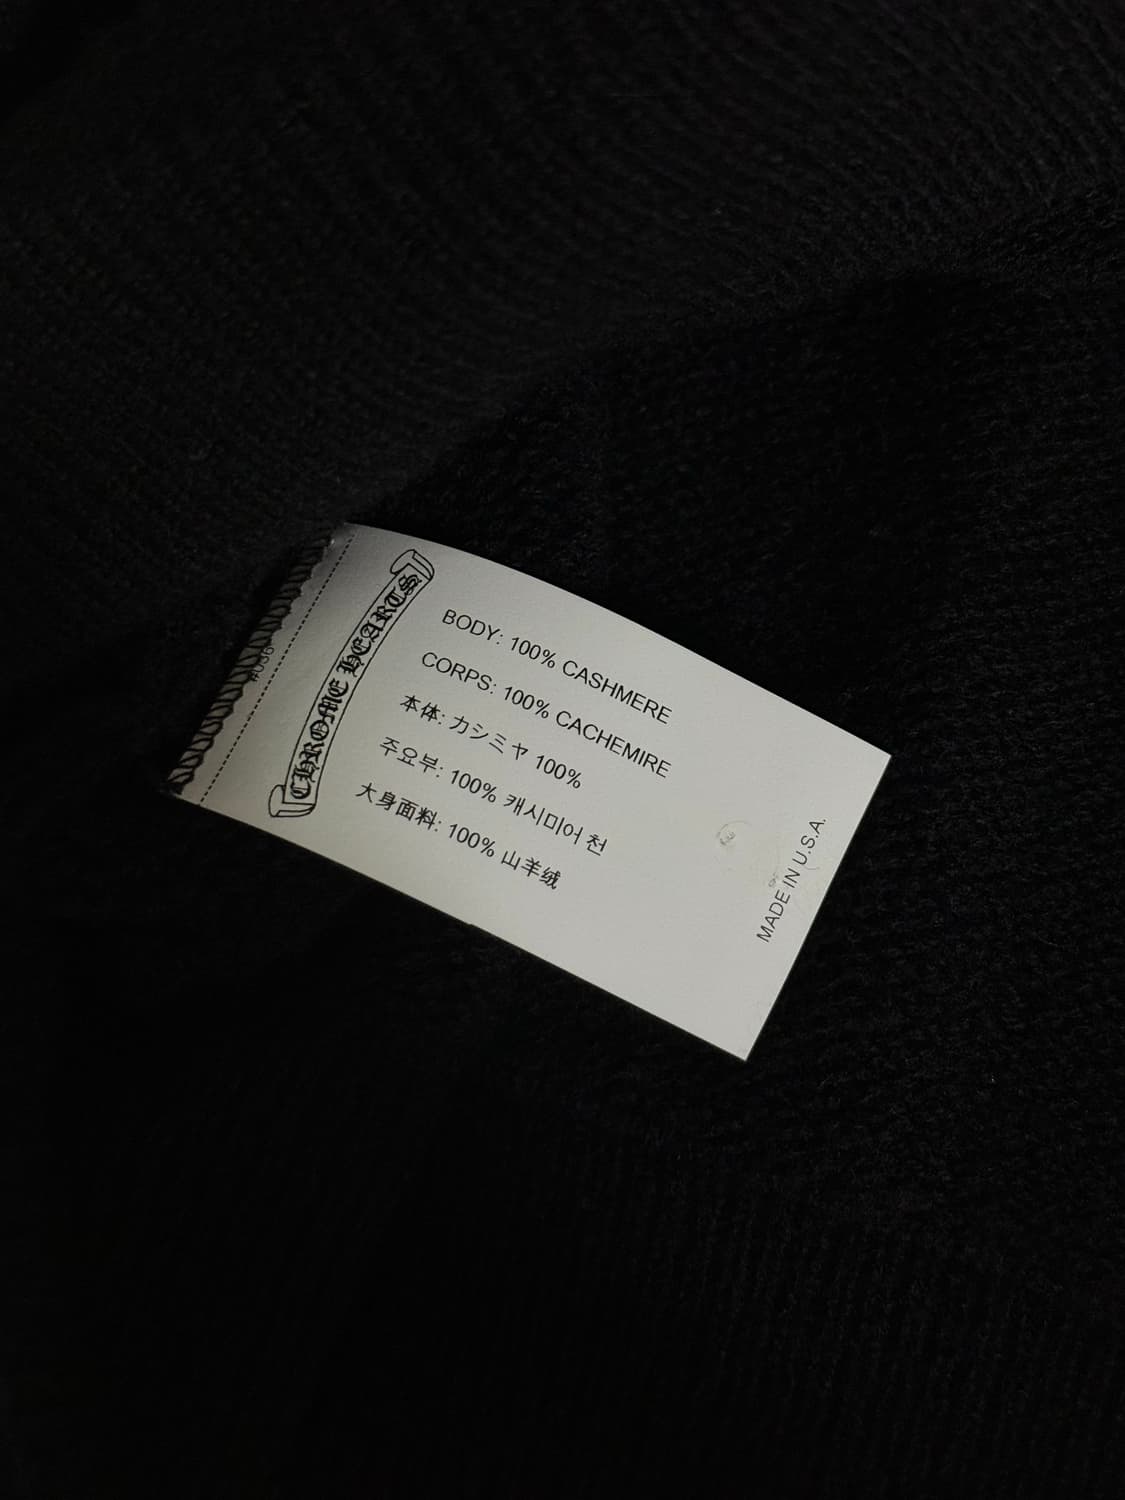 #036
CHROME HEARTS
BODY: 100% CASHMERE
CORPS: 100% CACHEMIRE
本体: カシミヤ 100%
주요부: 100% 캐시미어 천
大身面料: 100% 山羊绒
MADE IN U.S.A.